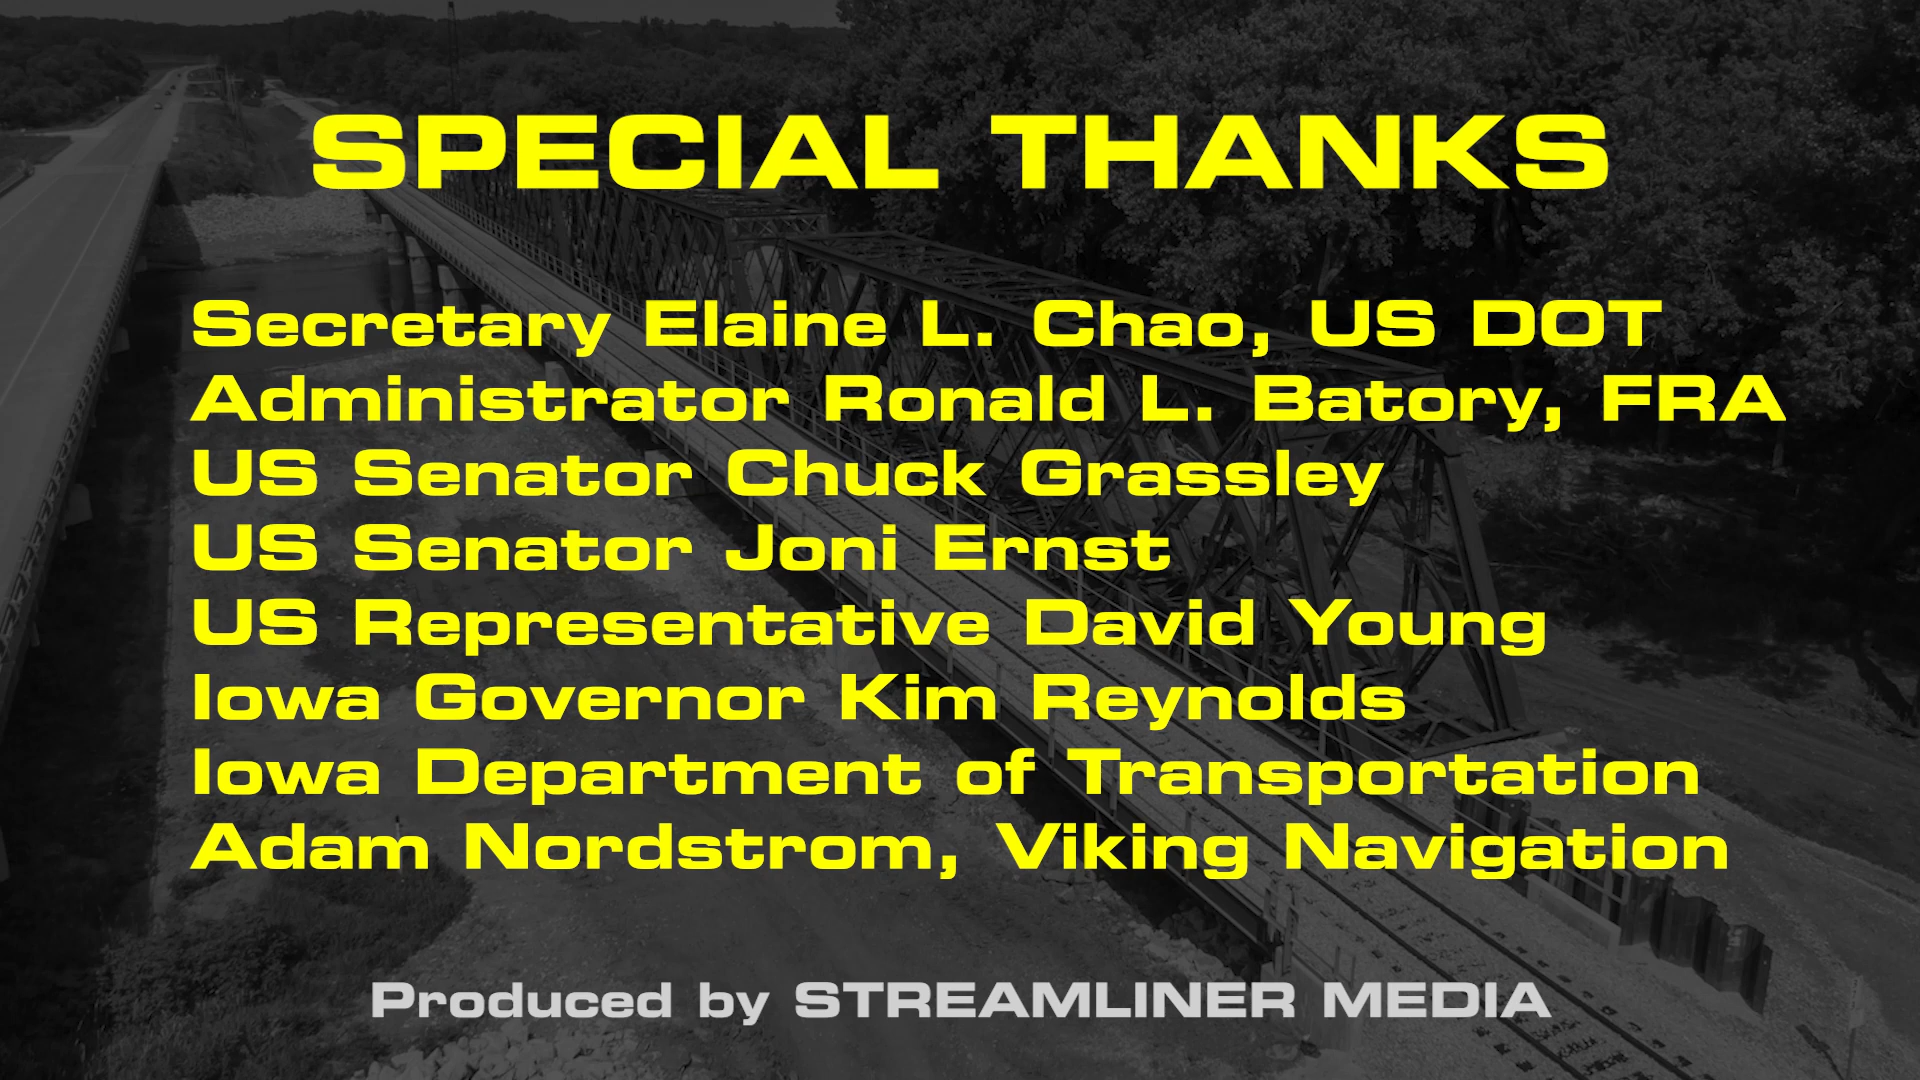 SPECIAL THANKS
Secretary Elaine L. Chao, US DOT
Administrator Ronald L. Batory, FRA
US Senator Chuck Grassley
US Senator Joni Ernst
US Representative David Young
Iowa Governor Kim Reynolds
Iowa Department of Transportation
Adam Nordstrom, Viking Navigation
Produced by STREAMLINER MEDIA